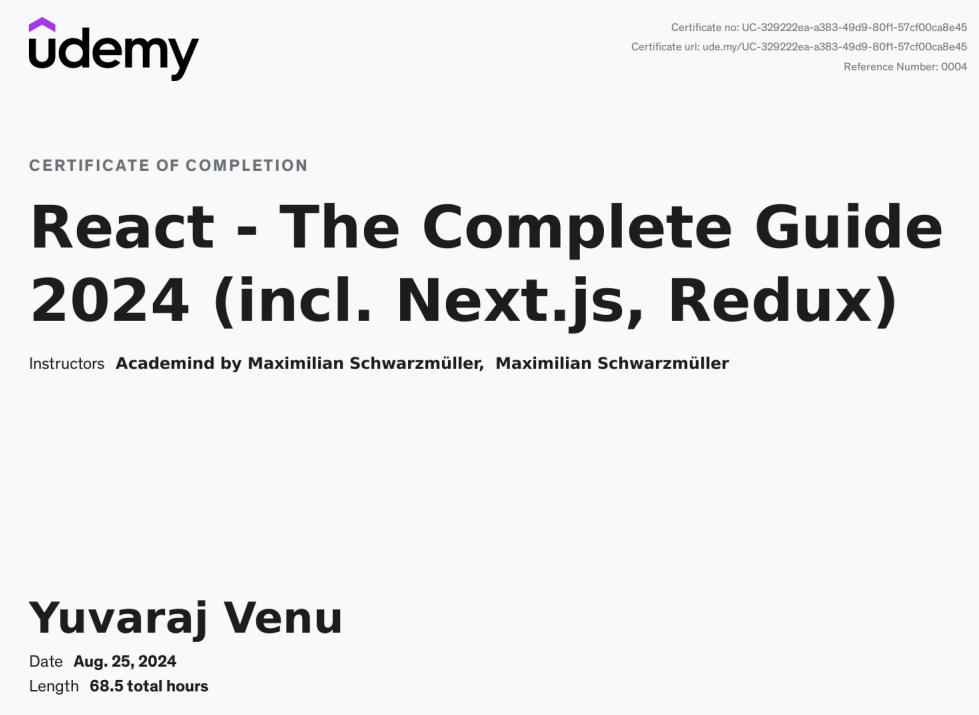 udemy
Certificate no: UC-329222ea-a383-49d9-80f1-57cf00ca8e45
Certificate url: ude.my/UC-329222ea-a383-49d9-80f1-57cf00ca8e45
Reference Number: 0004
CERTIFICATE OF COMPLETION
React - The Complete Guide
2024 (incl. Next.js, Redux)
Instructors Academind by Maximilian Schwarzmüller, Maximilian Schwarzmüller
Yuvaraj Venu
Date Aug. 25, 2024
Length 68.5 total hours